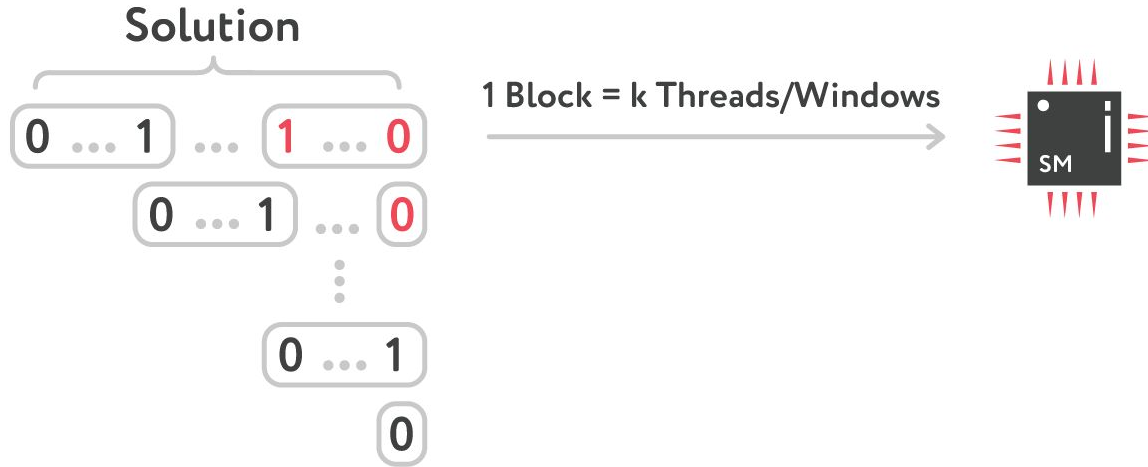 Solution
1 Block = k Threads/Windows
0 ... 1 ... 1 ... 0
0 ... 1 ... 0
0 ... 1
0
i
SM